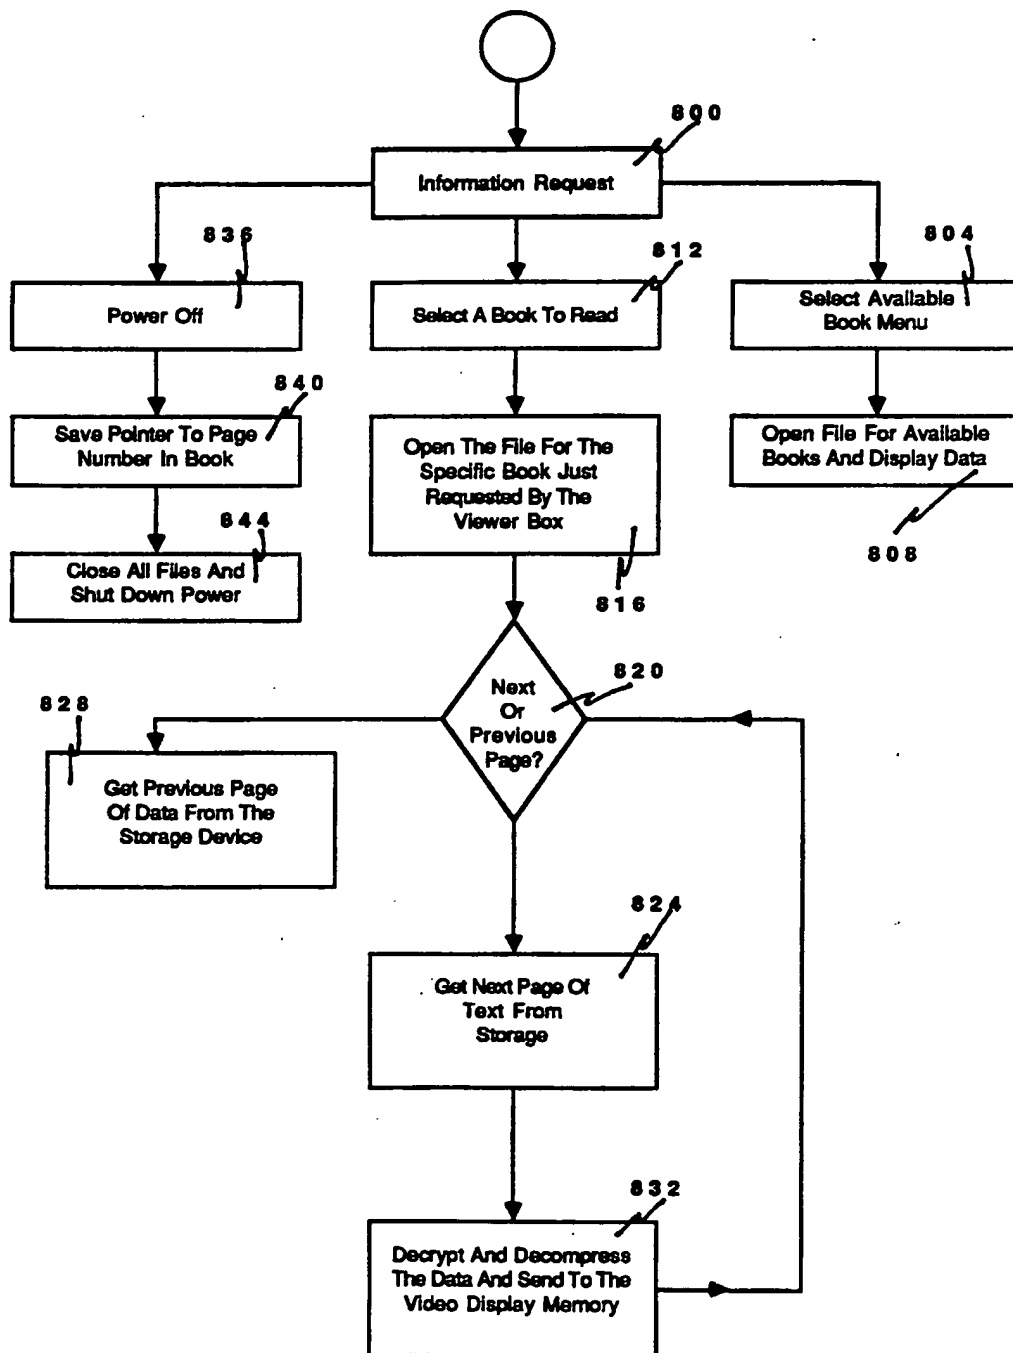 800
Information Request
836
812
804
Power Off
Select A Book To Read
Select Available
Book Menu
840
Save Pointer To Page
Number In Book
Open The File For The
Specific Book Just
Requested By The
Viewer Box
Open File For Available
Books And Display Data
844
808
Close All Files And
Shut Down Power
816
820
Next
Or
Previous
Page?
828
Get Previous Page
Of Data From The
Storage Device
824
Get Next Page Of
Text From
Storage
832
Decrypt And Decompress
The Data And Send To The
Video Display Memory